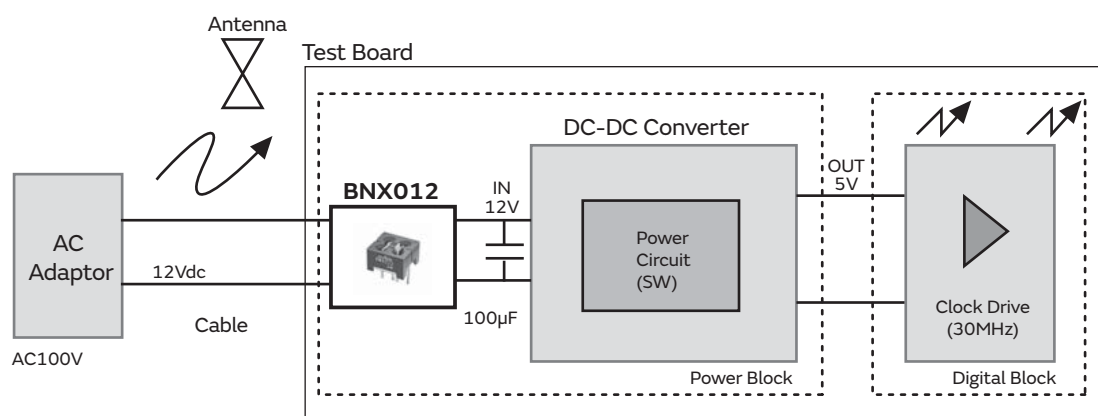 Antenna
Test Board
DC-DC Converter
BNX012
IN
12V
OUT
5V
AC
Adaptor
Power
Circuit
(SW)
12Vdc
Cable
100µF
Clock Drive
(30MHz)
AC100V
Power Block
Digital Block